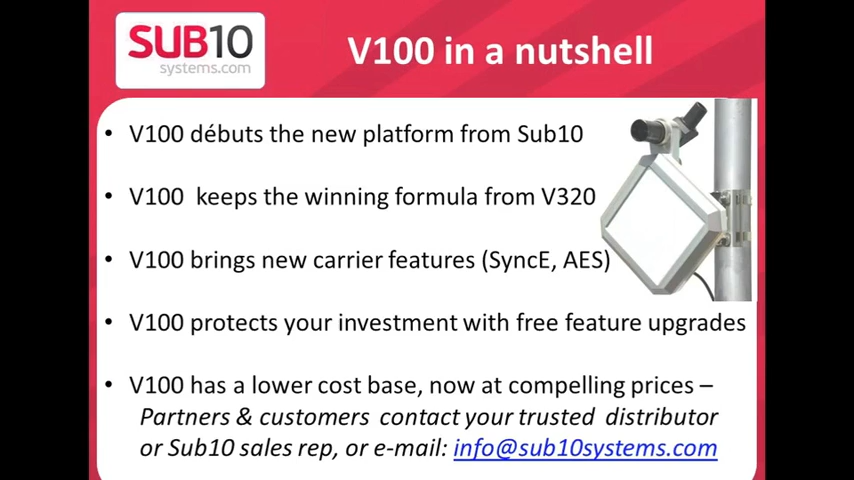 SUB10
systems.com
V100 in a nutshell
• V100 débuts the new platform from Sub10
• V100 keeps the winning formula from V320
• V100 brings new carrier features (SyncE, AES)
• V100 protects your investment with free feature upgrades
• V100 has a lower cost base, now at compelling prices –
Partners & customers contact your trusted distributor
or Sub10 sales rep, or e-mail: info@sub10systems.com